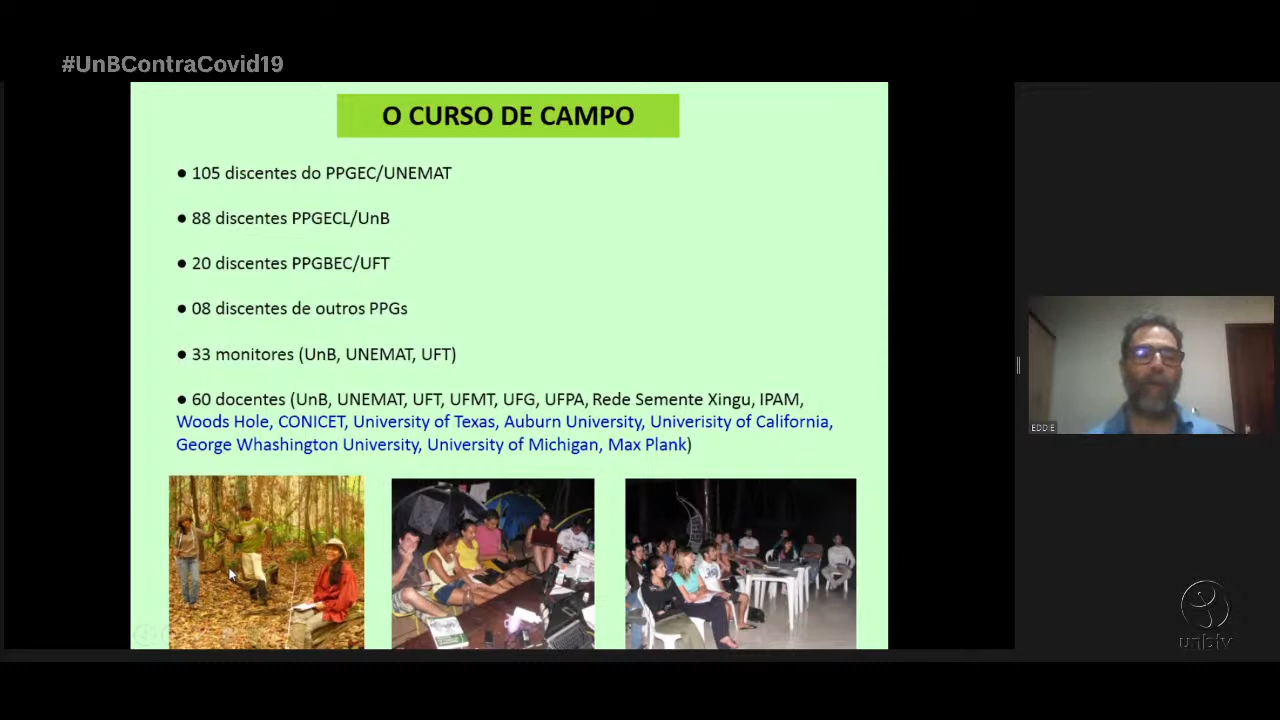 #UnBContraCovid19
O CURSO DE CAMPO
● 105 discentes do PPGEC/UNEMAT
● 88 discentes PPGECL/UnB
● 20 discentes PPGBEC/UFT
● 08 discentes de outros PPGs
● 33 monitores (UnB, UNEMAT, UFT)
● 60 docentes (UnB, UNEMAT, UFT, UFMT, UFG, UFPA, Rede Semente Xingu, IPAM,
Woods Hole, CONICET, University of Texas, Auburn University, Univerisity of California,
George Whashington University, University of Michigan, Max Plank)
EDDIE
unbtv